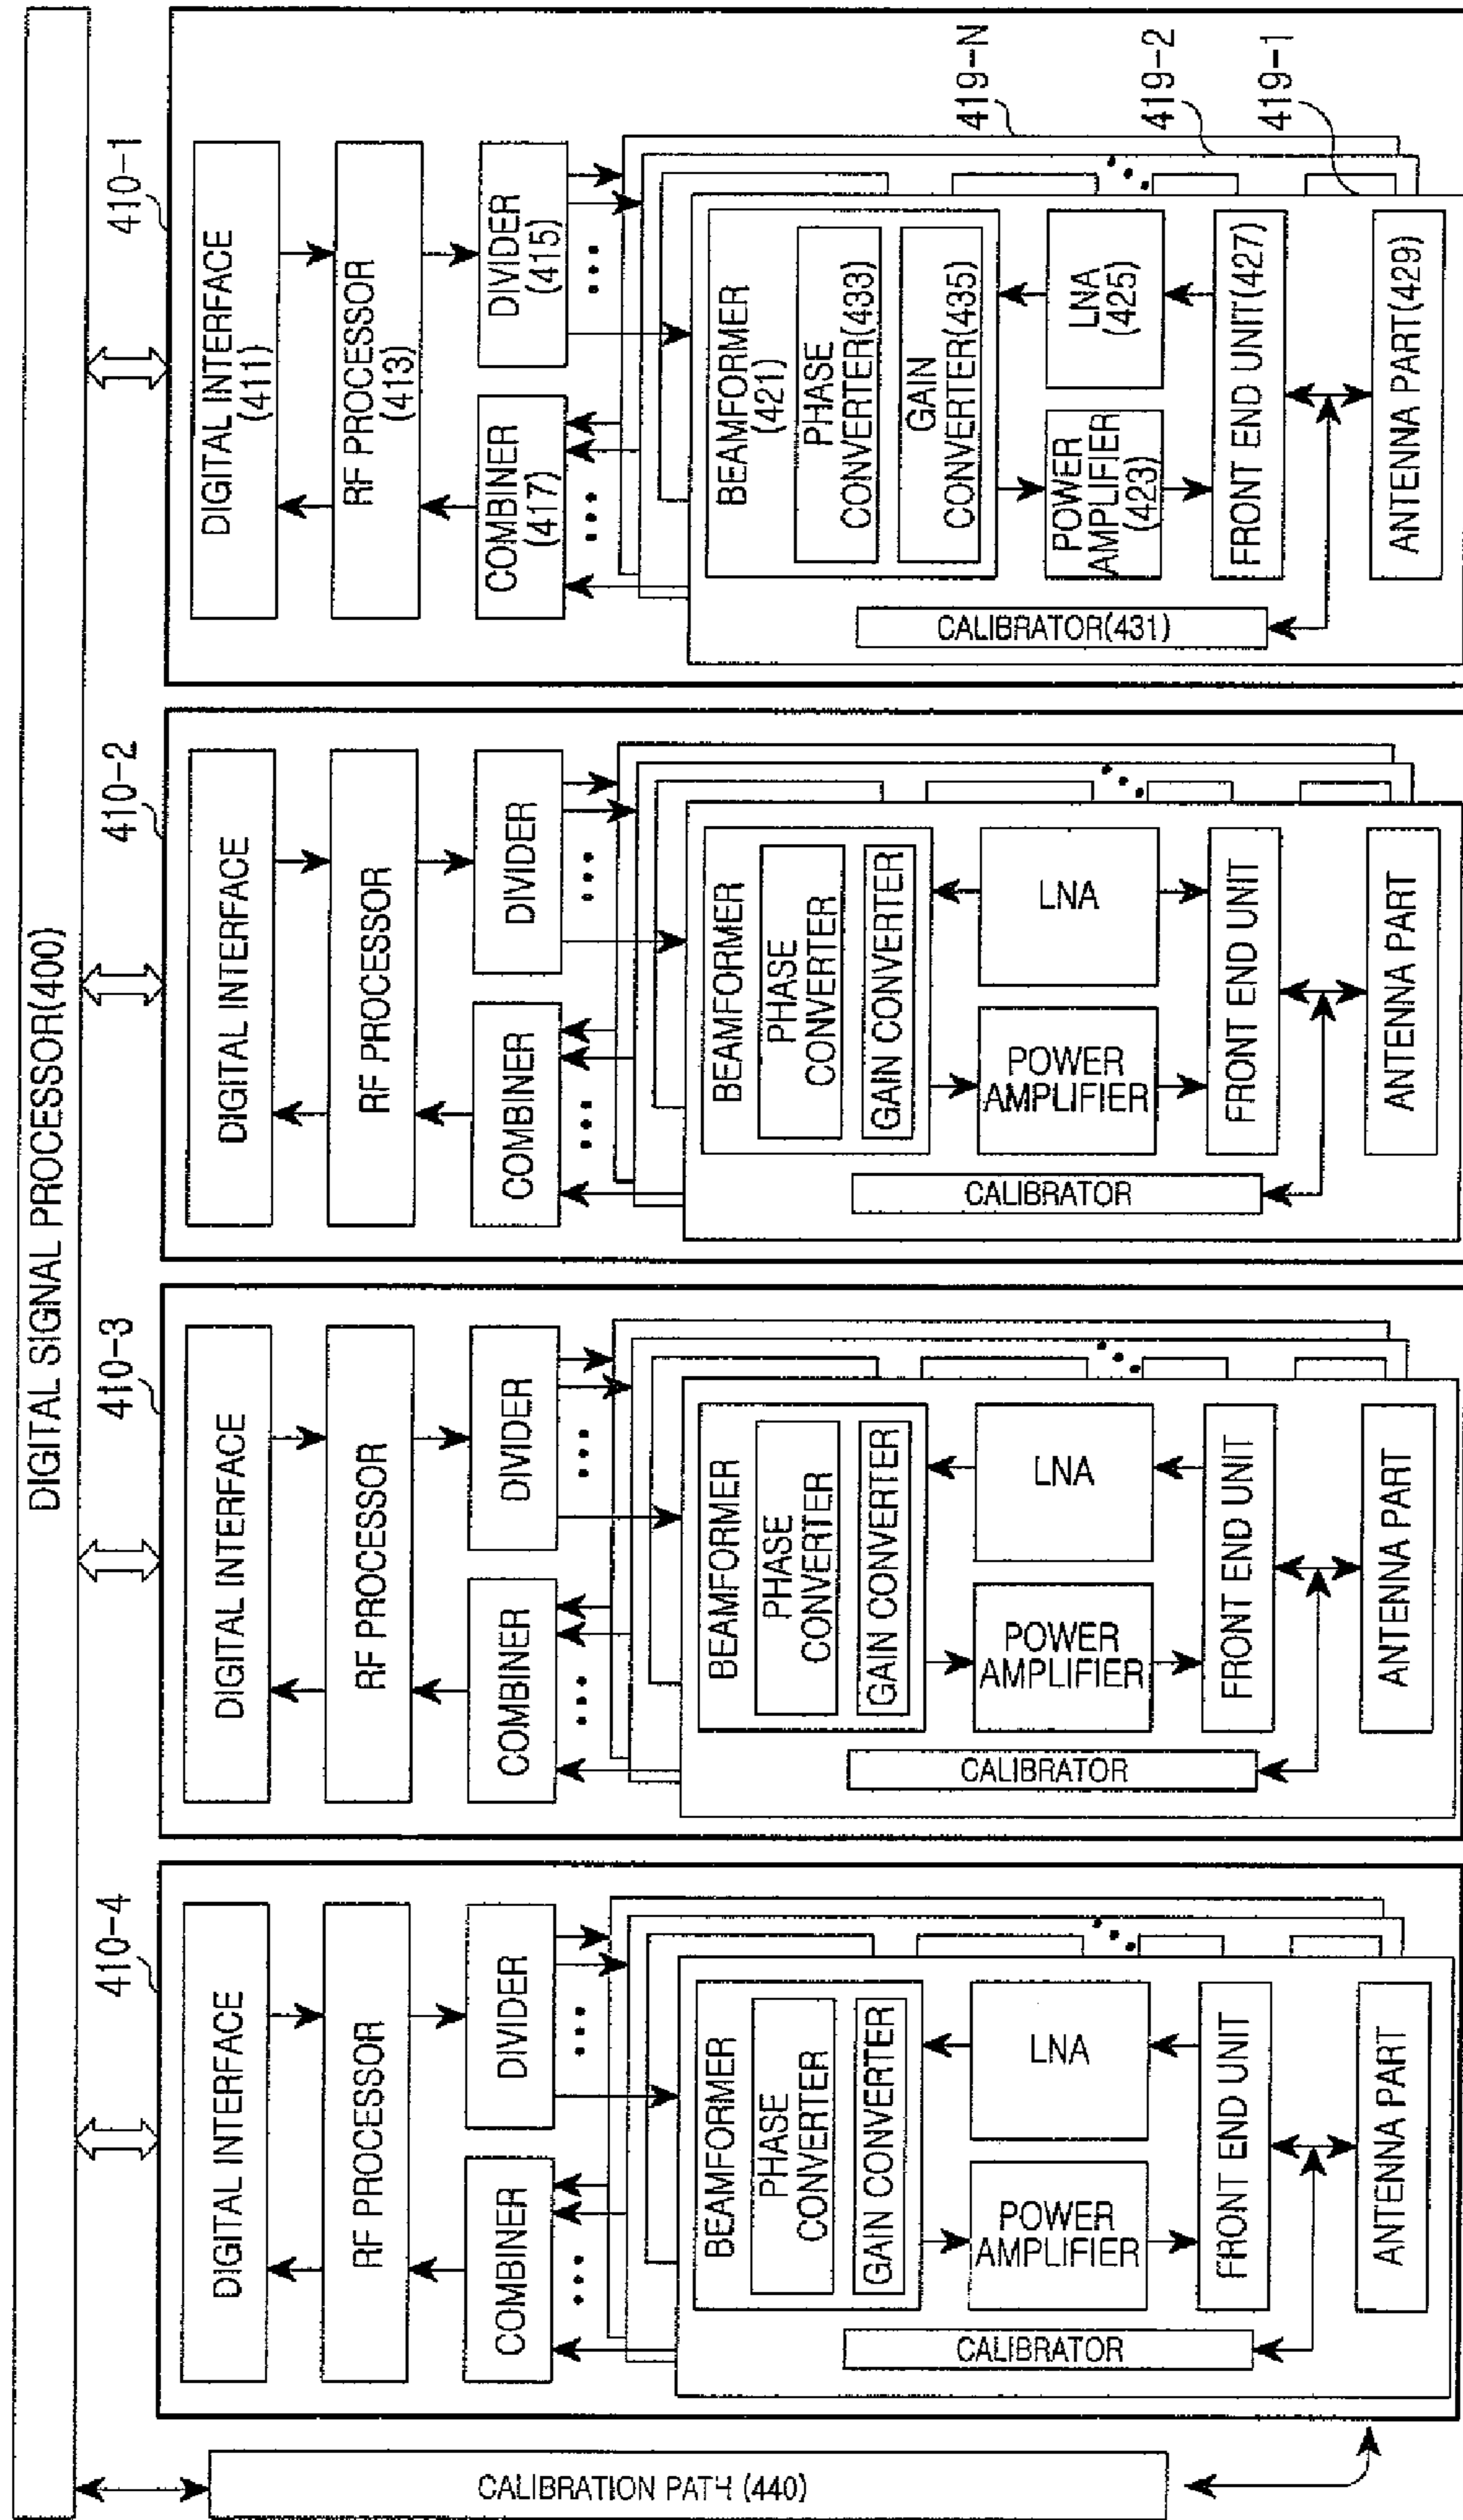 DIGITAL SIGNAL PROCESSOR(400)
CALIBRATION PATH (440)
410-4
DIGITAL INTERFACE
RF PROCESSOR
COMBINER
DIVIDER
BEAMFORMER
PHASE
CONVERTER
GAIN CONVERTER
POWER
AMPLIFIER
LNA
CALIBRATOR
FRONT END UNIT
ANTENNA PART
410-3
DIGITAL INTERFACE
RF PROCESSOR
COMBINER
DIVIDER
BEAMFORMER
PHASE
CONVERTER
GAIN CONVERTER
POWER
AMPLIFIER
LNA
CALIBRATOR
FRONT END UNIT
ANTENNA PART
410-2
DIGITAL INTERFACE
RF PROCESSOR
COMBINER
DIVIDER
BEAMFORMER
PHASE
CONVERTER
GAIN CONVERTER
POWER
AMPLIFIER
LNA
CALIBRATOR
FRONT END UNIT
ANTENNA PART
410-1
DIGITAL INTERFACE
(411)
RF PROCESSOR
(413)
COMBINER
(417)
DIVIDER
(415)
BEAMFORMER
(421)
PHASE
CONVERTER(433)
GAIN
CONVERTER(435)
POWER
AMPLIFIER
(423)
LNA
(425)
CALIBRATOR(431)
FRONT END UNIT(427)
ANTENNA PART(429)
419-N
419-2
419-1